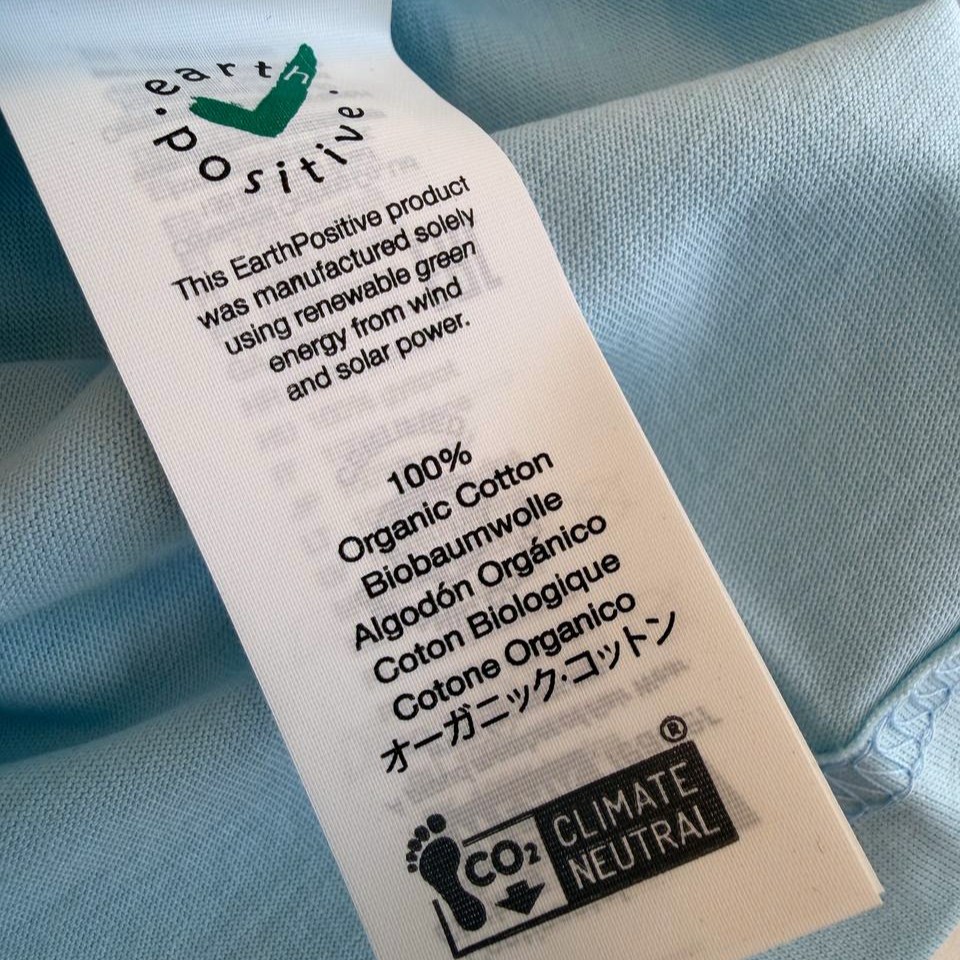 earth
positive
This EarthPositive product
was manufactured solely
using renewable green
energy from wind
and solar power.
100%
Organic Cotton
Biobaumwolle
Algodón Orgánico
Coton Biologique
Cotone Organico
オーガニック·コットン
®
CO₂ CLIMATE
NEUTRAL